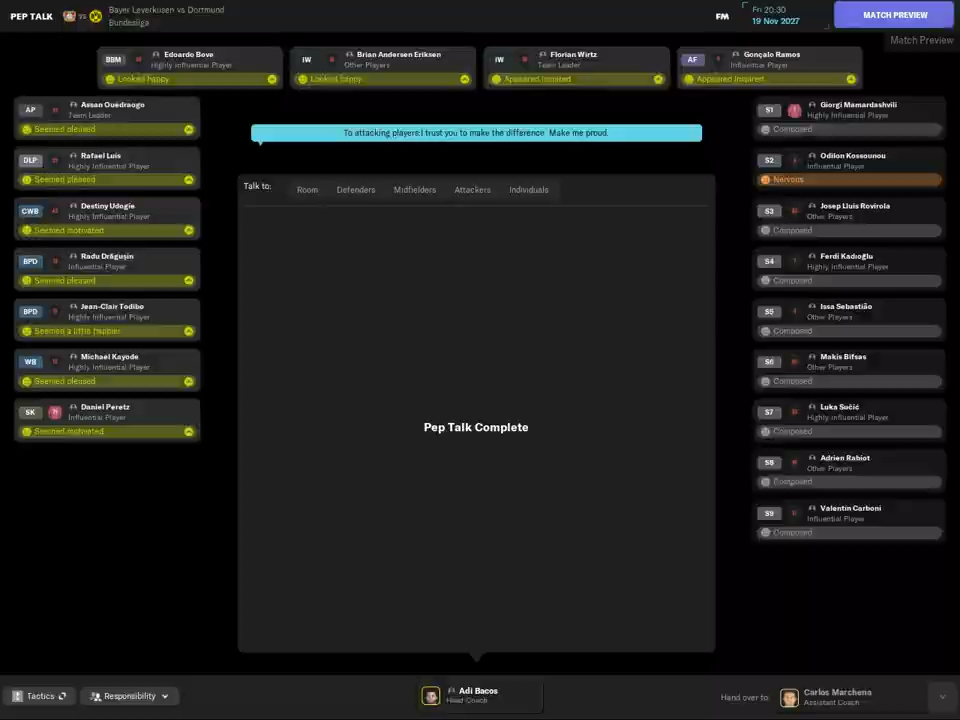 PEP TALK
vs
Bayer Leverkusen vs Dortmund
Bundesliga
FM
Fri 20:30
19 Nov 2027
MATCH PREVIEW
Match Preview
BBM
Edoardo Bove
Highly Influential Player
Looked happy
IW
Brian Andersen Eriksen
Other Players
Looked happy
IW
Florian Wirtz
Team Leader
Appeared inspired
AF
Gonçalo Ramos
Influential Player
Appeared inspired
AP
Assan Ouédraogo
Team Leader
Seemed pleased
DLP
Rafael Luís
Highly Influential Player
Seemed pleased
CWB
Destiny Udogie
Highly Influential Player
Seemed motivated
BPD
Radu Drăgușin
Influential Player
Seemed pleased
BPD
Jean-Clair Todibo
Highly Influential Player
Seemed a little happier
WB
Michael Kayode
Highly Influential Player
Seemed pleased
SK
Daniel Peretz
Influential Player
Seemed motivated
To attacking players: I trust you to make the difference. Make me proud.
Talk to:
Room
Defenders
Midfielders
Attackers
Individuals
Pep Talk Complete
S1
Giorgi Mamardashvili
Highly Influential Player
Composed
S2
Odilon Kossounou
Highly Influential Player
Nervous
S3
Josep Lluís Rovirola
Other Players
Composed
S4
Ferdi Kadıoğlu
Highly Influential Player
Composed
S5
Issa Sebastião
Other Players
Composed
S6
Makis Bifsas
Other Players
Composed
S7
Luka Sučić
Highly Influential Player
Composed
S8
Adrien Rabiot
Other Players
Composed
S9
Valentín Carboni
Influential Player
Composed
Tactics
Responsibility
Adi Bacos
Head Coach
Hand over to:
Carlos Marchena
Assistant Coach